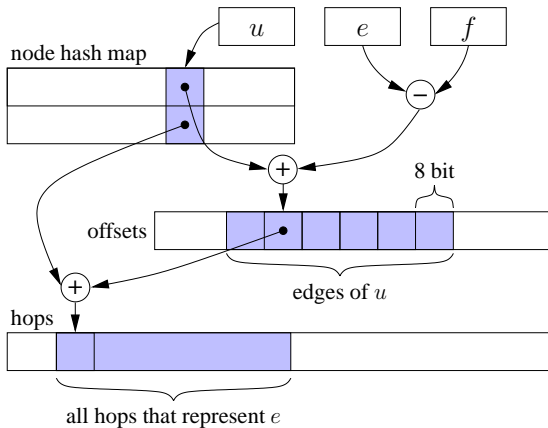 u
e
f
node hash map
−
+
8 bit
offsets
edges of u
+
hops
all hops that represent e